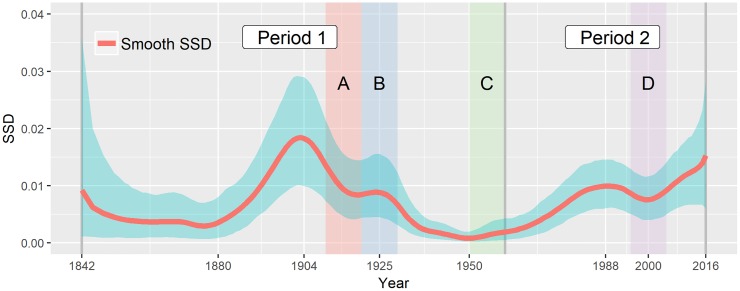 0.04
0.03
0.02
0.01
0.00
SSD
Smooth SSD
Period 1
Period 2
A
B
C
D
1842
1880
1904
1925
1950
1988
2000
2016
Year